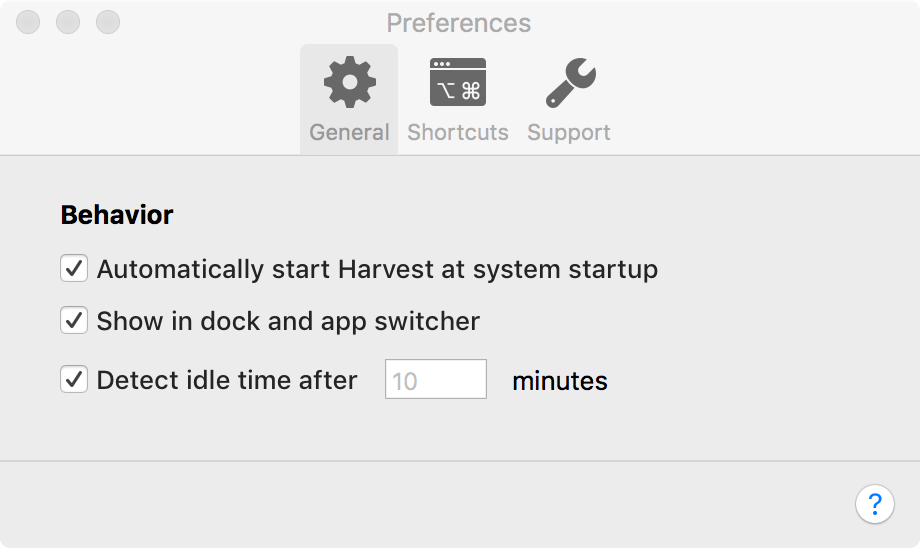 Preferences
General Shortcuts Support
Behavior
Automatically start Harvest at system startup
Show in dock and app switcher
Detect idle time after 10 minutes
?